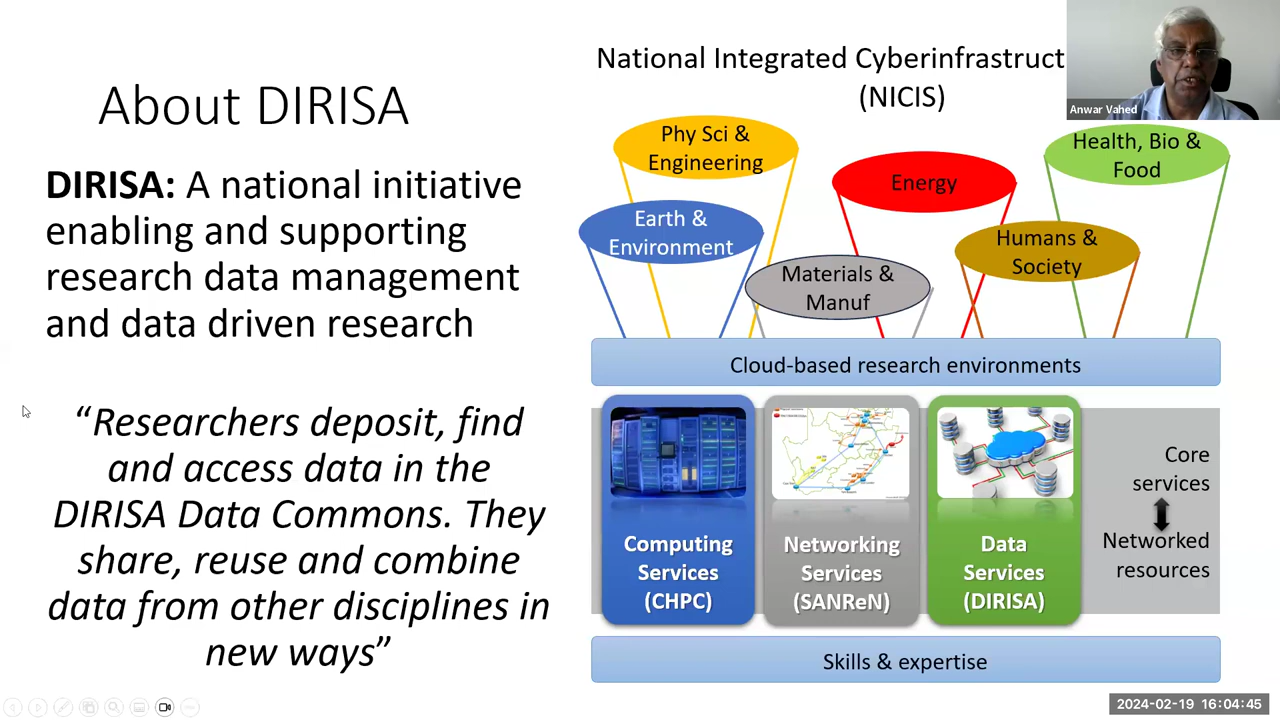 About DIRISA
DIRISA: A national initiative
enabling and supporting
research data management
and data driven research
“Researchers deposit, find
and access data in the
DIRISA Data Commons. They
share, reuse and combine
data from other disciplines in
new ways”
National Integrated Cyberinfrastruct
(NICIS)
Anwar Vahed
Phy Sci &
Engineering
Health, Bio &
Food
Energy
Earth &
Environment
Humans &
Society
Materials &
Manuf
Cloud-based research environments
Computing
Services
(CHPC)
Networking
Services
(SANReN)
Data
Services
(DIRISA)
Core
services
Networked
resources
Skills & expertise
2024-02-19 16:04:45